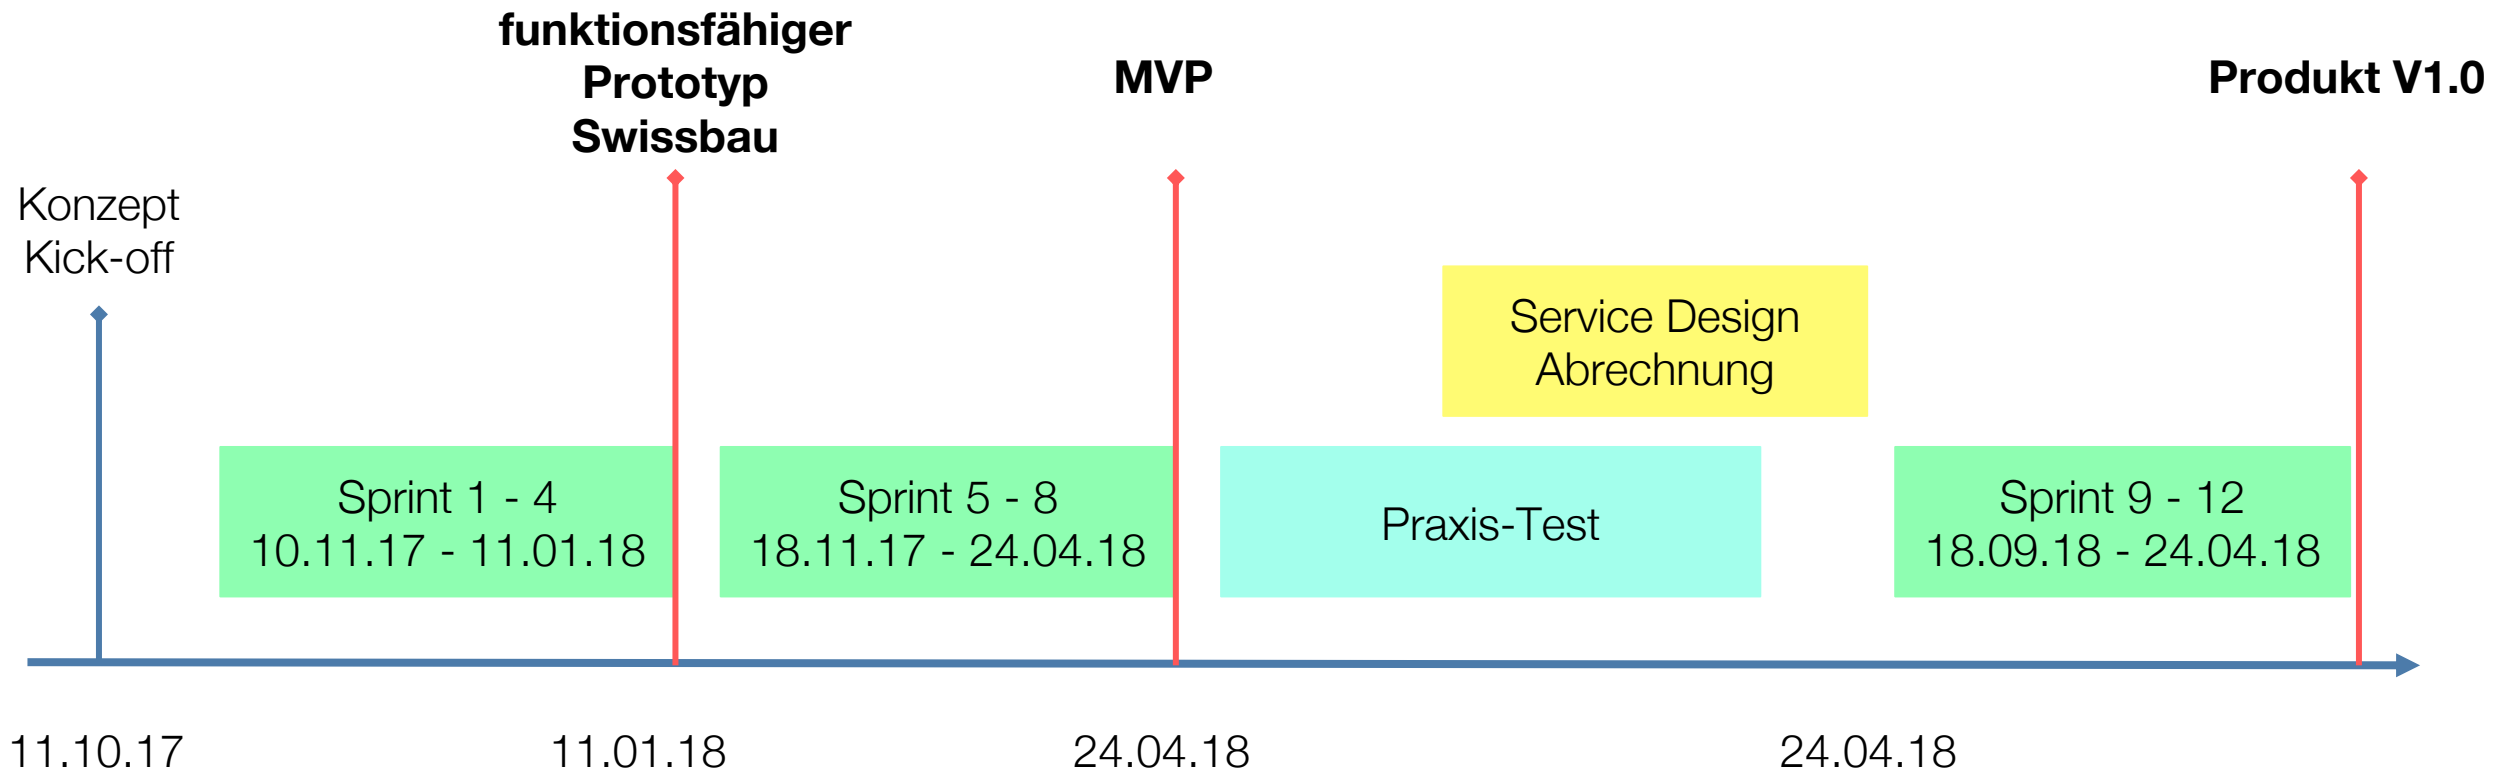 funktionsfähiger
Prototyp
Swissbau
MVP
Produkt V1.0
Konzept
Kick-off
Service Design
Abrechnung
Sprint 1 - 4
10.11.17 - 11.01.18
Sprint 5 - 8
18.11.17 - 24.04.18
Praxis-Test
Sprint 9 - 12
18.09.18 - 24.04.18
11.10.17
11.01.18
24.04.18
24.04.18